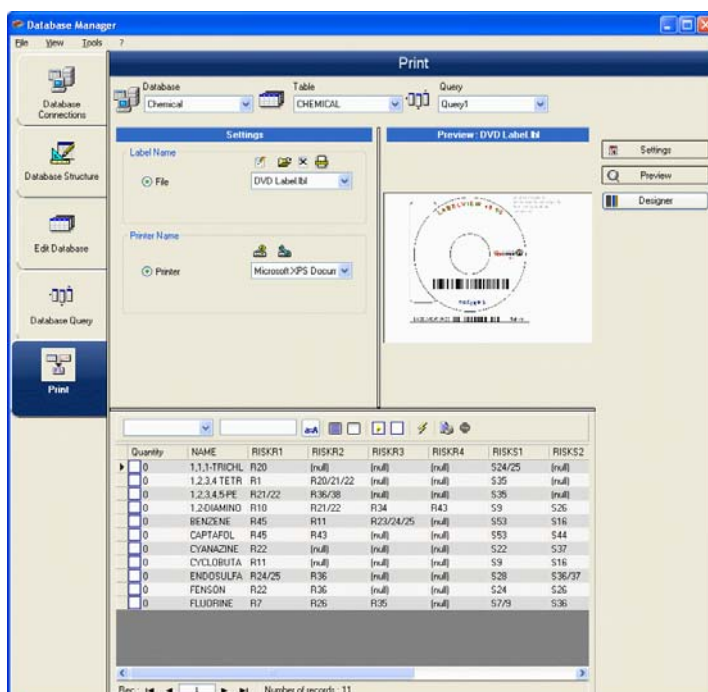 Database Manager
File View Tools ?
Print
Database Table Query
Chemical CHEMICAL Query1
Database Connections
Database Structure
Edit Database
Database Query
Print
Settings
Label Name
File DVD Label.lbl
Printer Name
Printer Microsoft XPS Docum
Preview : DVD Label.lbl
LABELVIEW
Settings
Preview
Designer
a=A
Quantity NAME RISKR1 RISKR2 RISKR3 RISKR4 RISKS1 RISKS2
0 1,1,1-TRICHL R20 (null) (null) (null) S24/25 (null)
0 1,2,3,4 TETR R1 R20/21/22 (null) (null) S35 (null)
0 1,2,3,4,5-PE R21/22 R36/38 (null) (null) S35 (null)
0 1,2-DIAMINO R10 R21/22 R34 R43 S9 S26
0 BENZENE R45 R11 R23/24/25 (null) S53 S16
0 CAPTAFOL R45 R43 (null) (null) S53 S44
0 CYANAZINE R22 (null) (null) (null) S22 S37
0 CYCLOBUTA R11 (null) (null) (null) S9 S16
0 ENDOSULFA R24/25 R36 (null) (null) S28 S36/37
0 FENSON R22 R36 (null) (null) S24 S26
0 FLUORINE R7 R26 R35 (null) S7/9 S36
Rec : 1 Number of records : 11